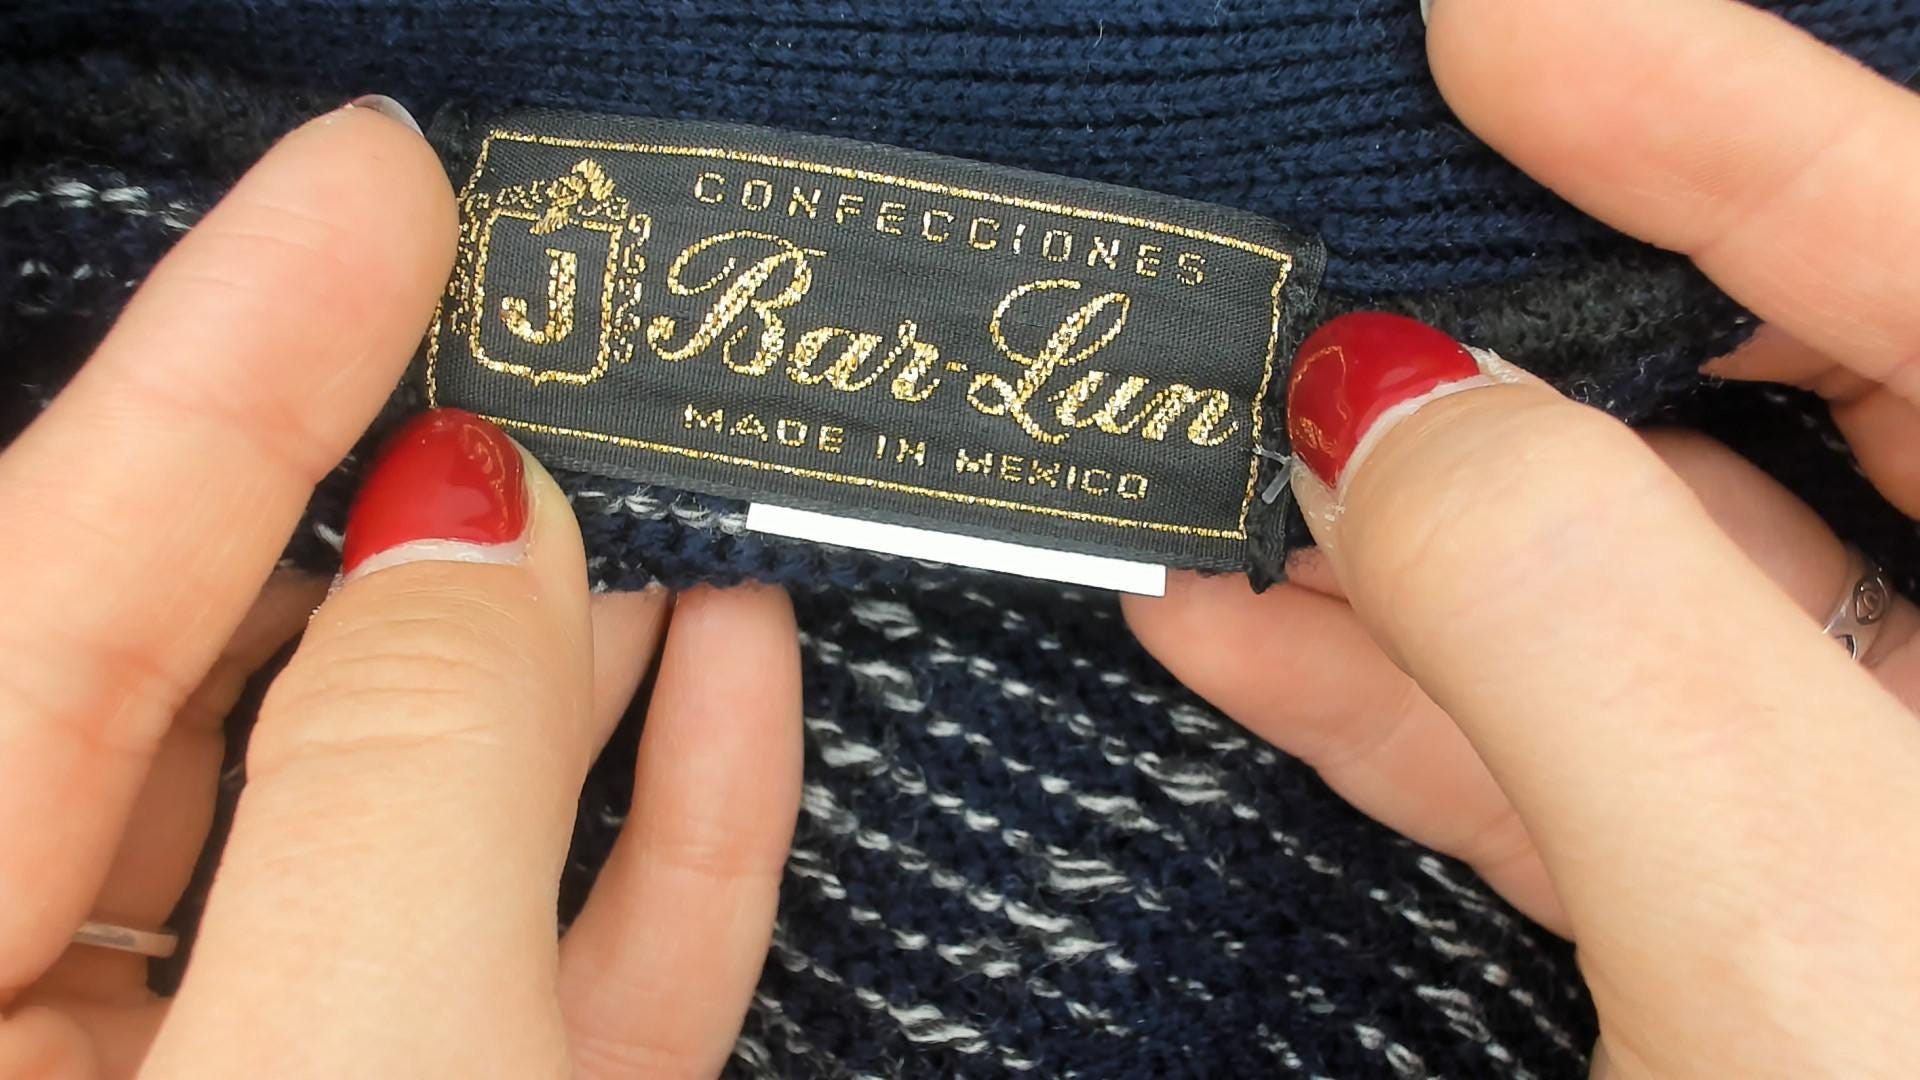 CONFECCIONES
J
Bar-Lun
MADE IN MEXICO